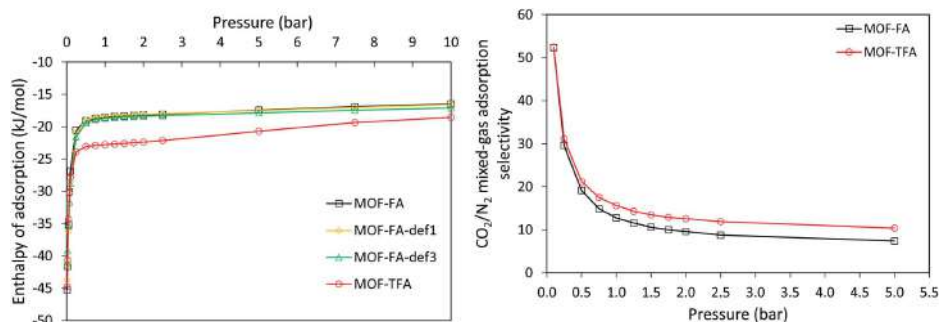 Pressure (bar)
0 1 2 3 4 5 6 7 8 9 10
-10
-15
-20
-25
-30
-35
-40
-45
-50
Enthalpy of adsorption (kJ/mol)
MOF-FA
MOF-FA-def1
MOF-FA-def3
MOF-TFA
60
50
40
30
20
10
0
CO2/N2 mixed-gas adsorption
selectivity
MOF-FA
MOF-TFA
0.0 0.5 1.0 1.5 2.0 2.5 3.0 3.5 4.0 4.5 5.0 5.5
Pressure (bar)